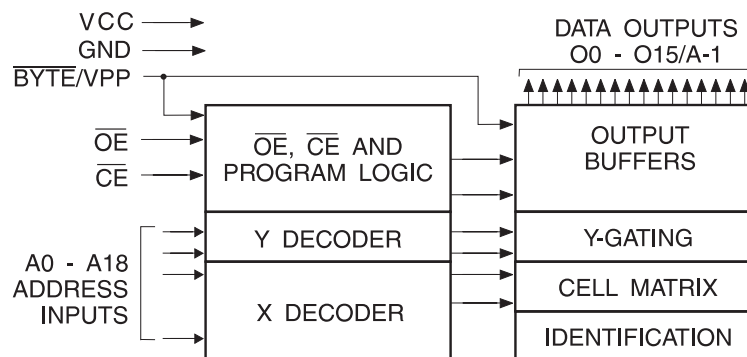 VCC
GND
BYTE/VPP
OE
CE
A0 - A18
ADDRESS
INPUTS
OE, CE AND
PROGRAM LOGIC
Y DECODER
X DECODER
DATA OUTPUTS
O0 - O15/A-1
OUTPUT
BUFFERS
Y-GATING
CELL MATRIX
IDENTIFICATION